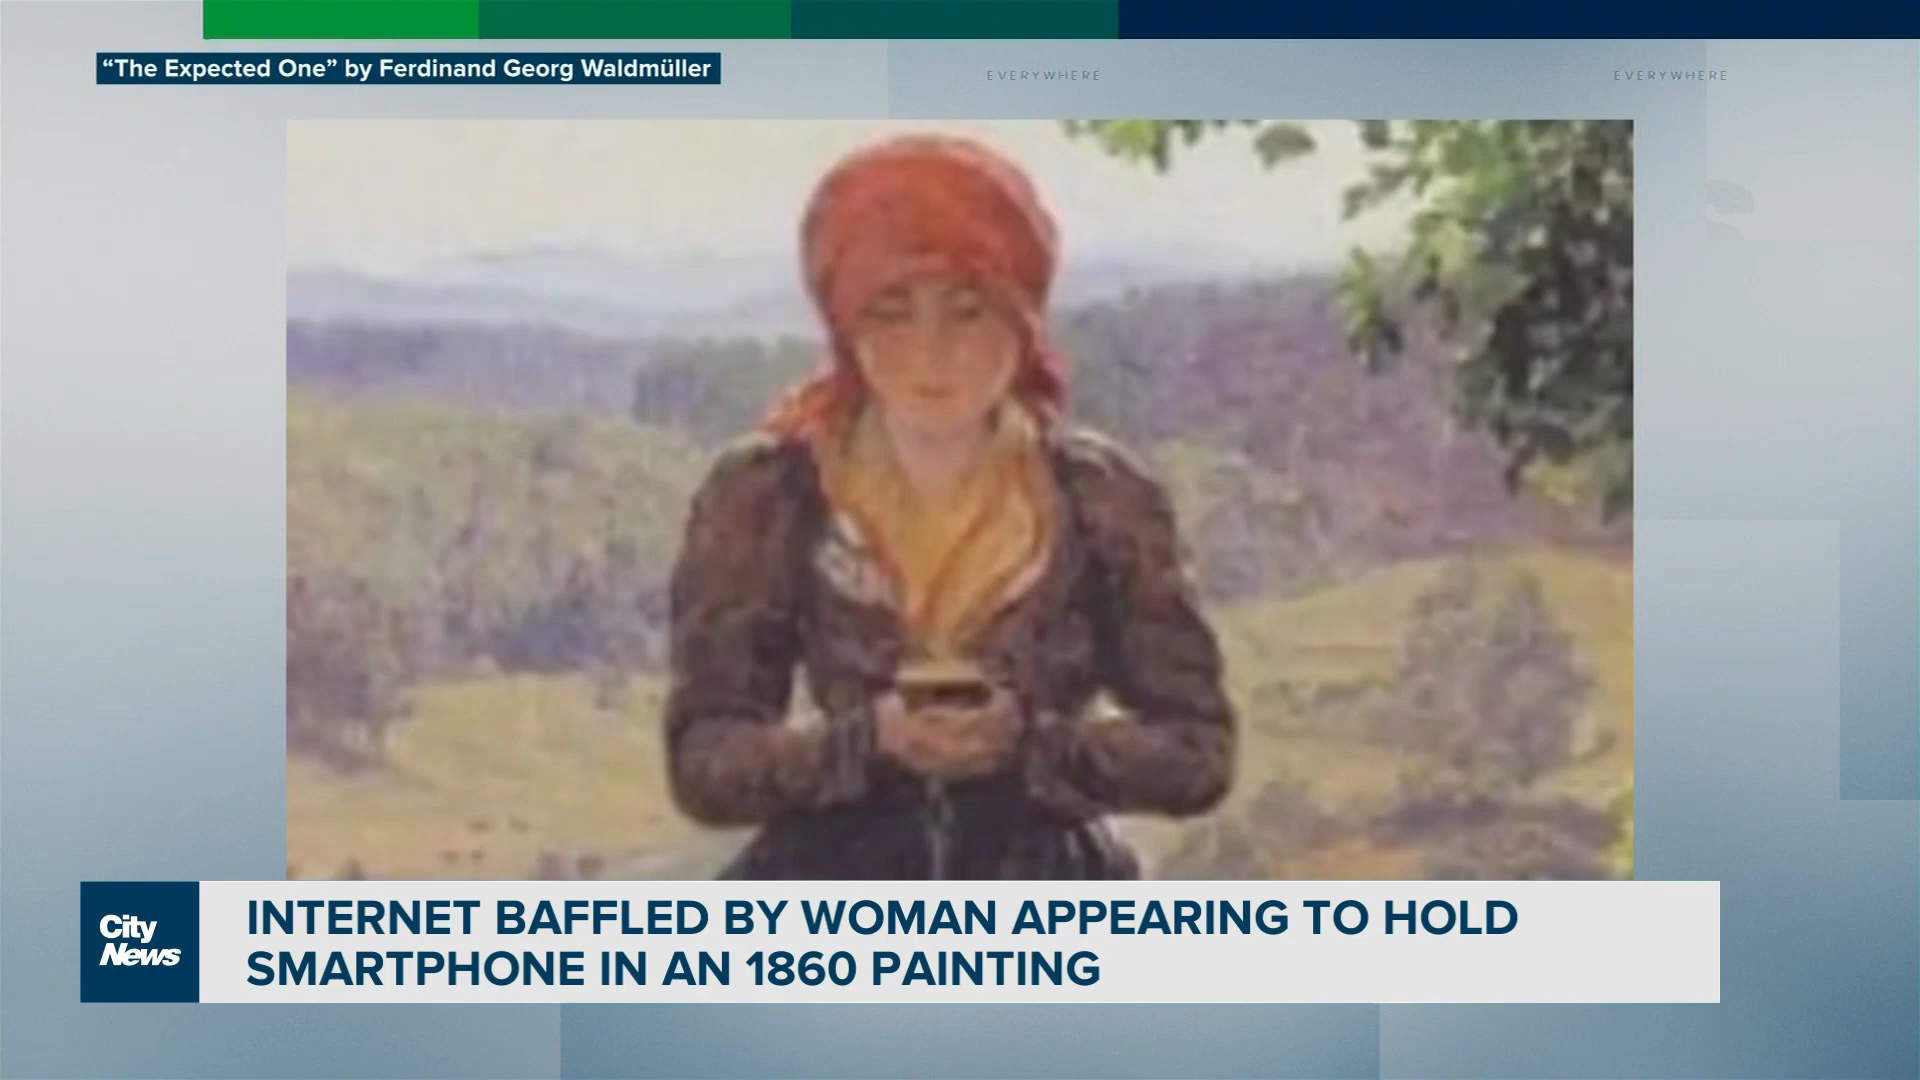 “The Expected One” by Ferdinand Georg Waldmüller
EVERYWHERE
EVERYWHERE
S
City
News
INTERNET BAFFLED BY WOMAN APPEARING TO HOLD
SMARTPHONE IN AN 1860 PAINTING